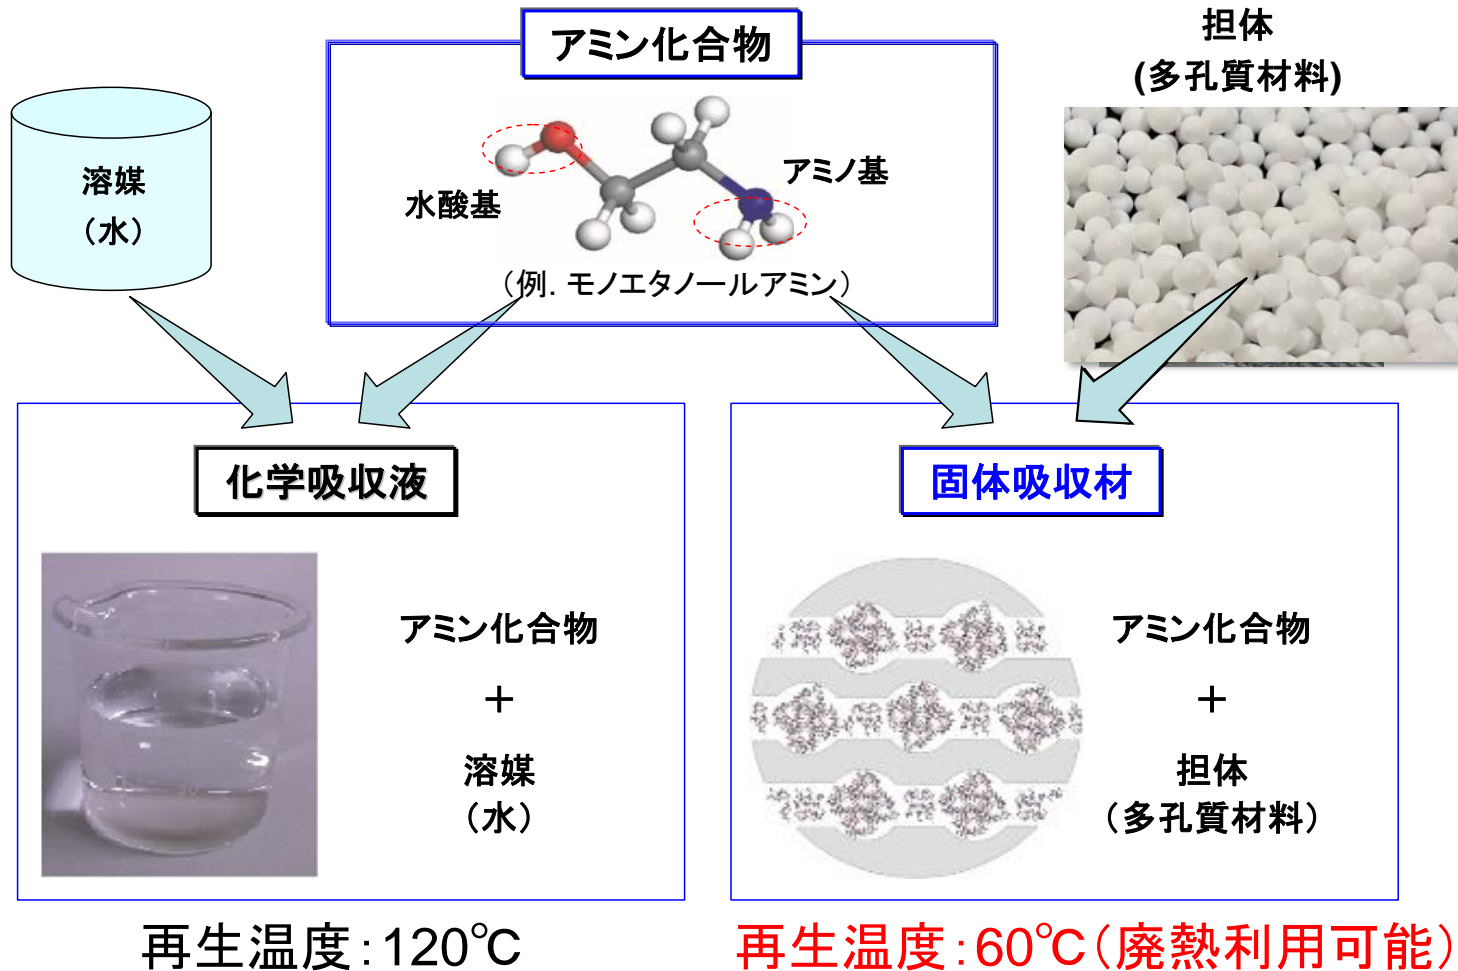 アミン化合物
担体
(多孔質材料)
溶媒
（水）
水酸基
アミノ基
（例. モノエタノールアミン）
化学吸収液
固体吸収材
アミン化合物
＋
溶媒
（水）
アミン化合物
＋
担体
（多孔質材料）
再生温度：120℃
再生温度：60℃（廃熱利用可能）